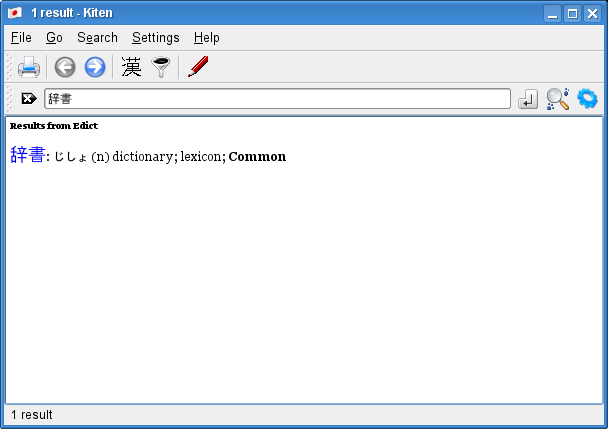 1 result - Kiten
File Go Search Settings Help
漢
辞書
Results from Edict
辞書: じしょ (n) dictionary; lexicon; Common
1 result